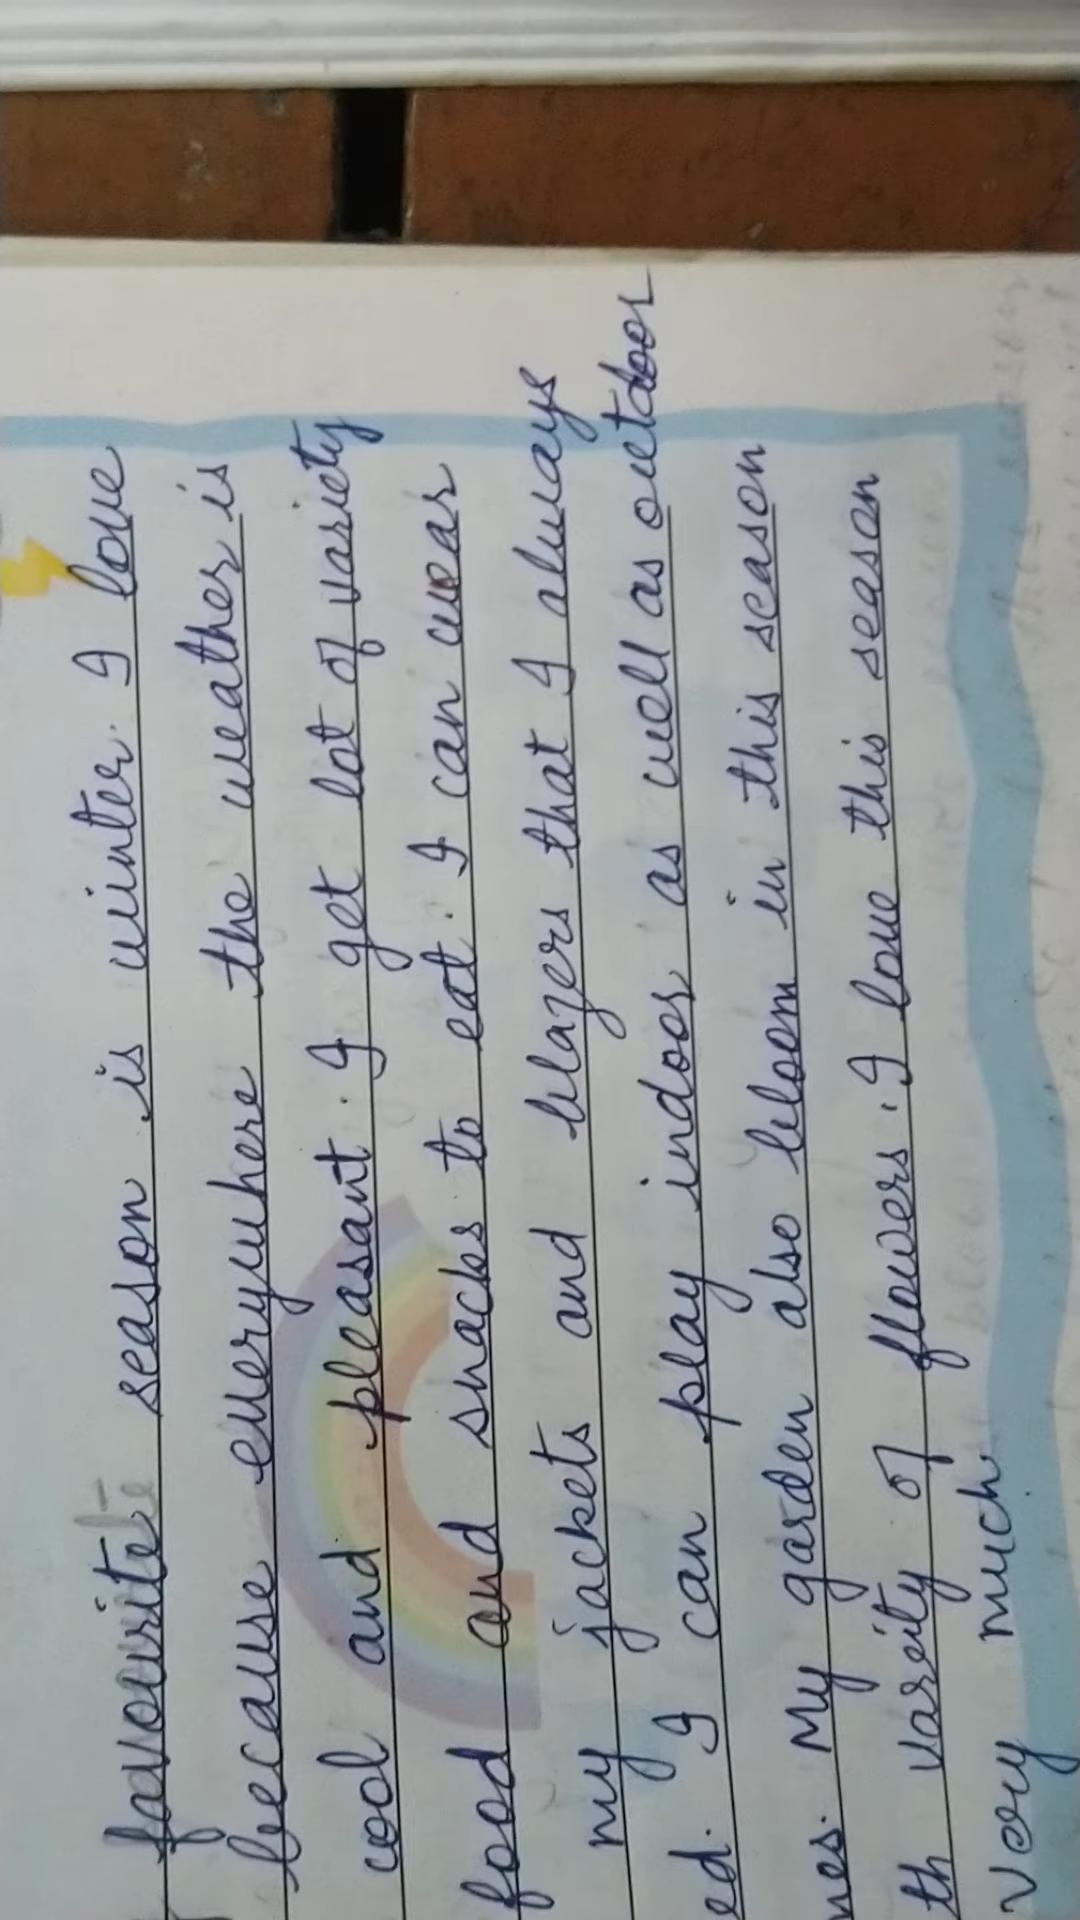 favourite season is winter. I love
because everywhere the weather is
cool and pleasant. I get lot of variety
food and snacks to eat. I can wear
my jackets and blazers that I always
ed. I can play indoor as well as outdoor
mes. My garden also bloom in this season
th vareity of flowers. I love this season
very much.